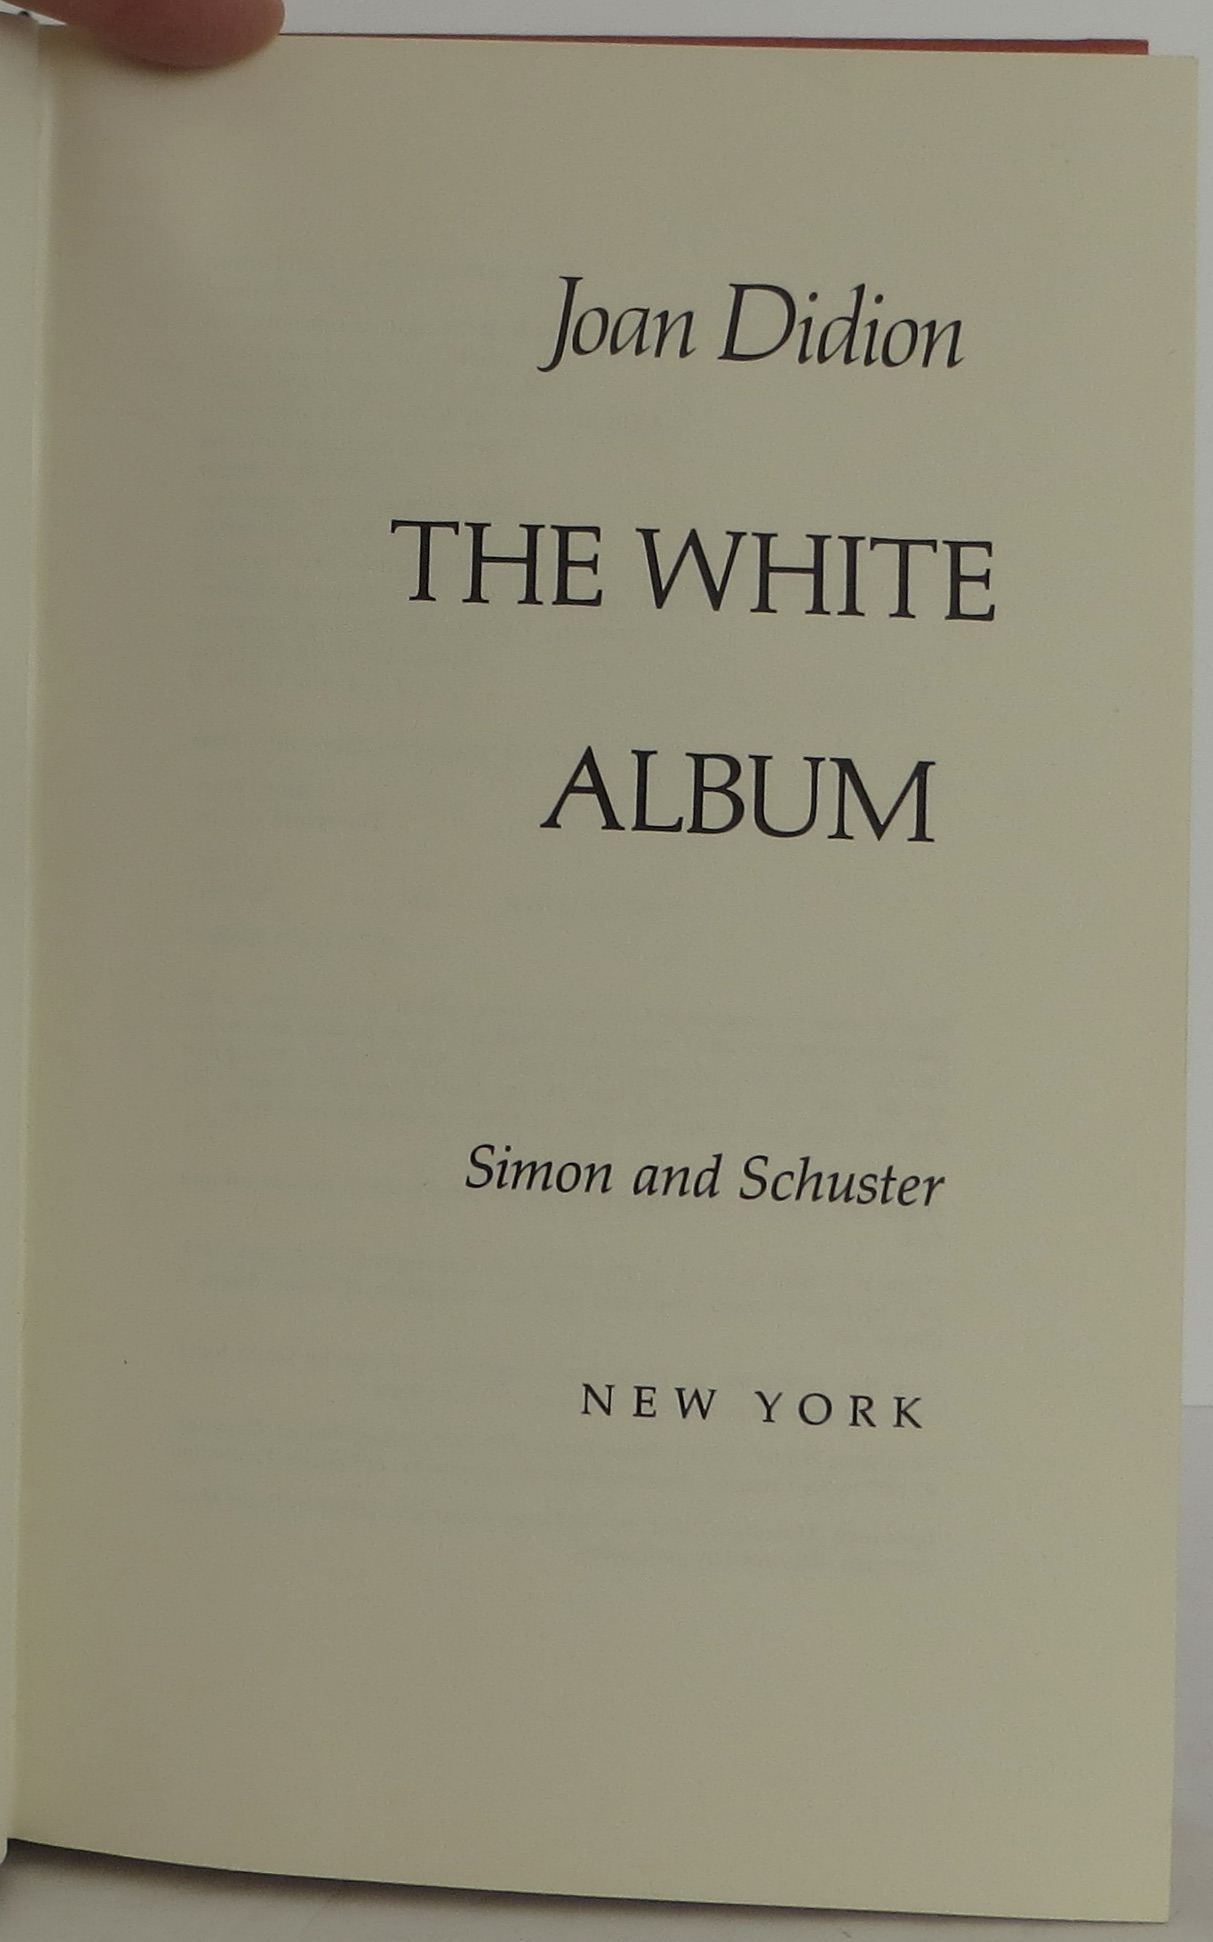 Joan Didion
THE WHITE
ALBUM
Simon and Schuster
NEW YORK